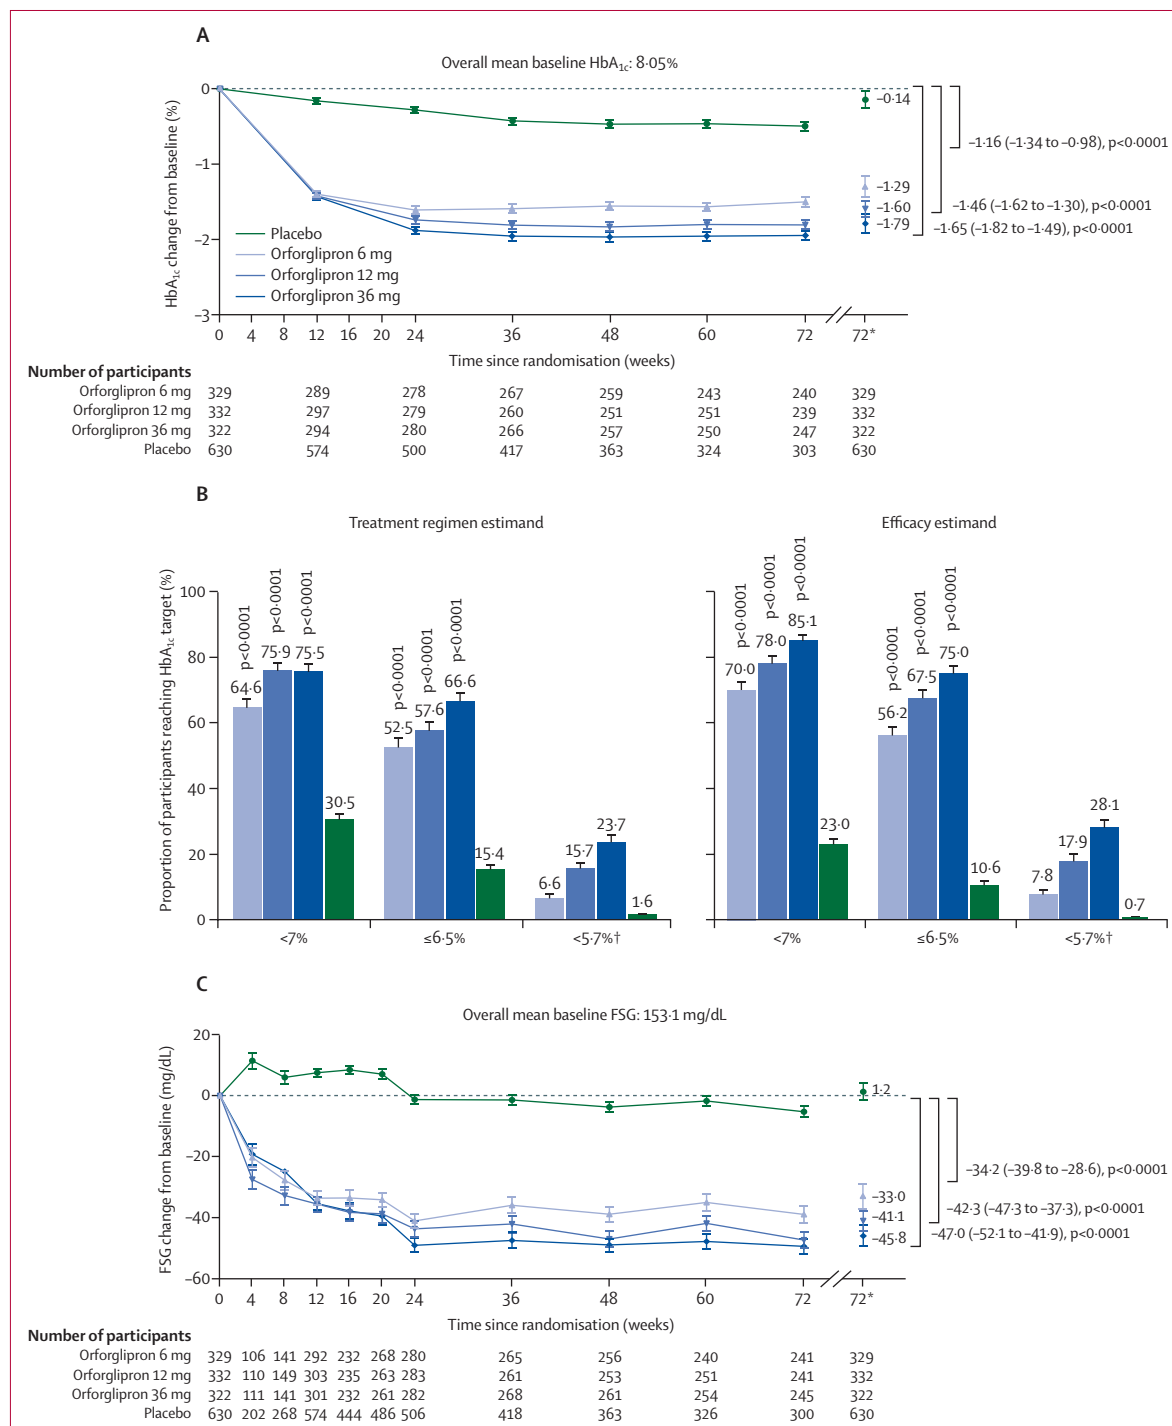 A
Overall mean baseline HbA1c: 8·05%
HbA1c change from baseline (%)
0
–1
–2
–3
Placebo
Orforglipron 6 mg
Orforglipron 12 mg
Orforglipron 36 mg
–0·14
–1·29
–1·60
–1·79
–1·16 (–1·34 to –0·98), p<0·0001
–1·46 (–1·62 to –1·30), p<0·0001
–1·65 (–1·82 to –1·49), p<0·0001
0 4 8 12 16 20 24 36 48 60 72 72*
Time since randomisation (weeks)
Number of participants
Orforglipron 6 mg 329 289 278 267 259 243 240 329
Orforglipron 12 mg 332 297 279 260 251 251 239 332
Orforglipron 36 mg 322 294 280 266 257 250 247 322
Placebo 630 574 500 417 363 324 303 630
B
Treatment regimen estimand
Efficacy estimand
Proportion of participants reaching HbA1c target (%)
100
80
60
40
20
0
p<0·0001 p<0·0001 p<0·0001
64·6 75·9 75·5 30·5
p<0·0001 p<0·0001 p<0·0001
52·5 57·6 66·6 15·4
6·6 15·7 23·7 1·6
<7% ≤6·5% <5·7%†
p<0·0001 p<0·0001 p<0·0001
70·0 78·0 85·1 23·0
p<0·0001 p<0·0001 p<0·0001
56·2 67·5 75·0 10·6
7·8 17·9 28·1 0·7
<7% ≤6·5% <5·7%†
C
Overall mean baseline FSG: 153·1 mg/dL
FSG change from baseline (mg/dL)
20
0
–20
–40
–60
1·2
–33·0
–41·1
–45·8
–34·2 (–39·8 to –28·6), p<0·0001
–42·3 (–47·3 to –37·3), p<0·0001
–47·0 (–52·1 to –41·9), p<0·0001
0 4 8 12 16 20 24 36 48 60 72 72*
Time since randomisation (weeks)
Number of participants
Orforglipron 6 mg 329 106 141 292 232 268 280 265 256 240 241 329
Orforglipron 12 mg 332 110 149 303 235 263 283 261 253 251 241 332
Orforglipron 36 mg 322 111 141 301 232 261 282 268 261 254 245 322
Placebo 630 202 268 574 444 486 506 418 363 326 300 630